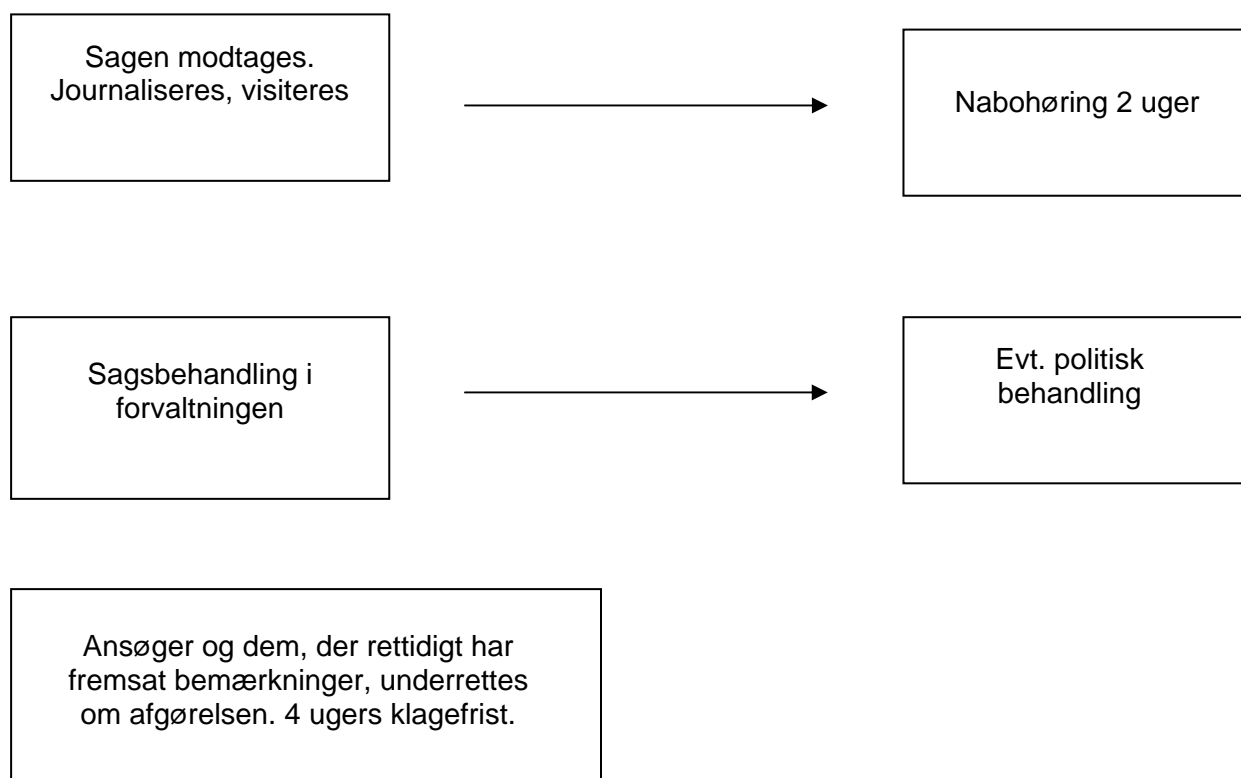 Sagen modtages.
Journaliseres, visiteres
Nabohøring 2 uger
Sagsbehandling i
forvaltningen
Evt. politisk
behandling
Ansøger og dem, der rettidigt har
fremsat bemærkninger, underrettes
om afgørelsen. 4 ugers klagefrist.